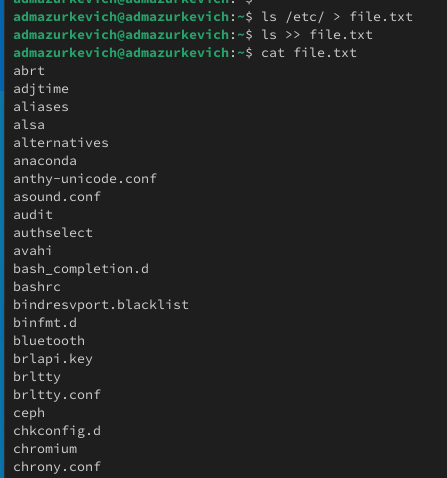 admazurkevich@admazurkevich:~$ ls /etc/ > file.txt
admazurkevich@admazurkevich:~$ ls >> file.txt
admazurkevich@admazurkevich:~$ cat file.txt
abrt
adjtime
aliases
alsa
alternatives
anaconda
anthy-unicode.conf
asound.conf
audit
authselect
avahi
bash_completion.d
bashrc
bindresvport.blacklist
binfmt.d
bluetooth
brlapi.key
brltty
brltty.conf
ceph
chkconfig.d
chromium
chrony.conf